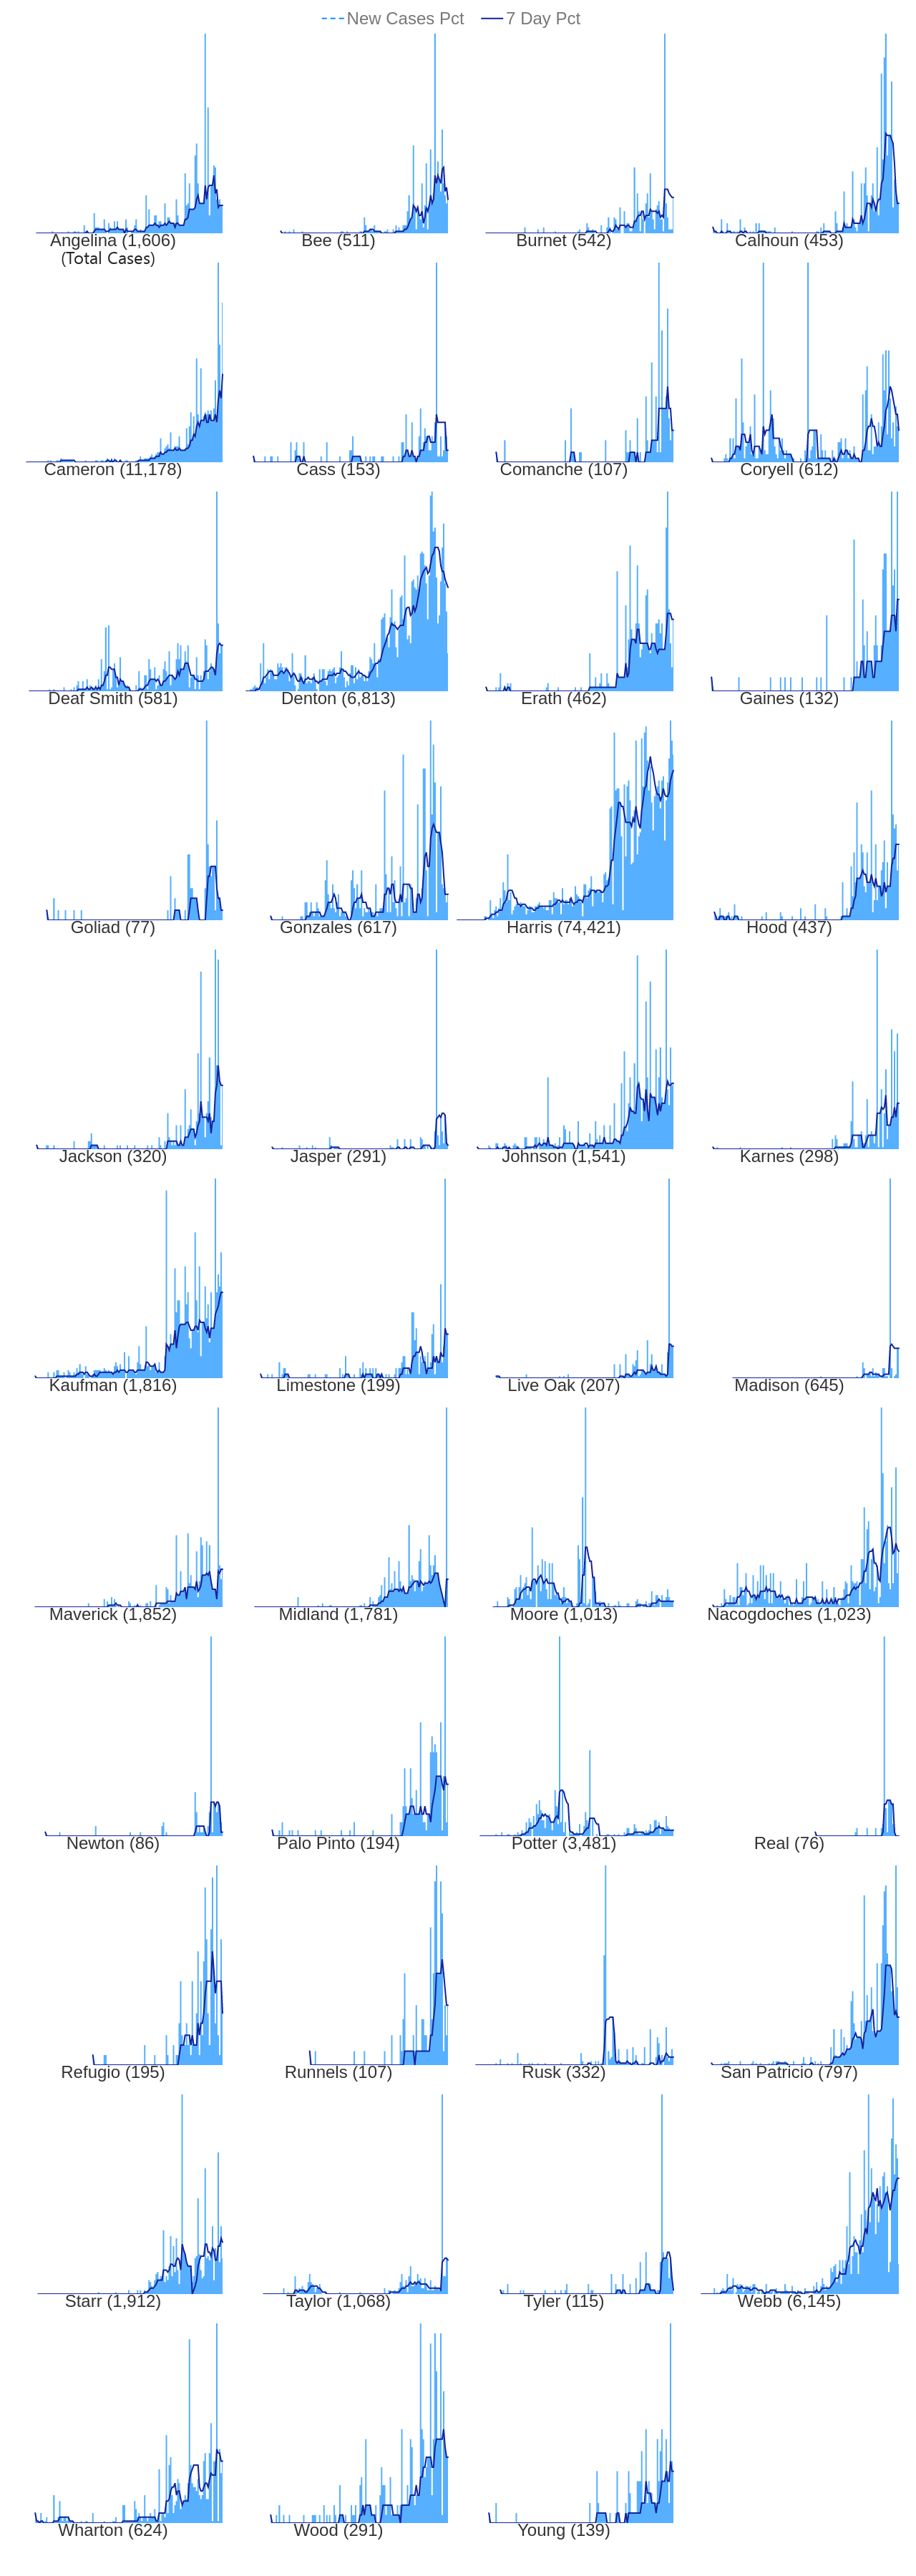 New Cases Pct 7 Day Pct
Angelina (1,606) Bee (511) Burnet (542) Calhoun (453)
(Total Cases)
Cameron (11,178) Cass (153) Comanche (107) Coryell (612)
Deaf Smith (581) Denton (6,813) Erath (462) Gaines (132)
Goliad (77) Gonzales (617) Harris (74,421) Hood (437)
Jackson (320) Jasper (291) Johnson (1,541) Karnes (298)
Kaufman (1,816) Limestone (199) Live Oak (207) Madison (645)
Maverick (1,852) Midland (1,781) Moore (1,013) Nacogdoches (1,023)
Newton (86) Palo Pinto (194) Potter (3,481) Real (76)
Refugio (195) Runnels (107) Rusk (332) San Patricio (797)
Starr (1,912) Taylor (1,068) Tyler (115) Webb (6,145)
Wharton (624) Wood (291) Young (139)